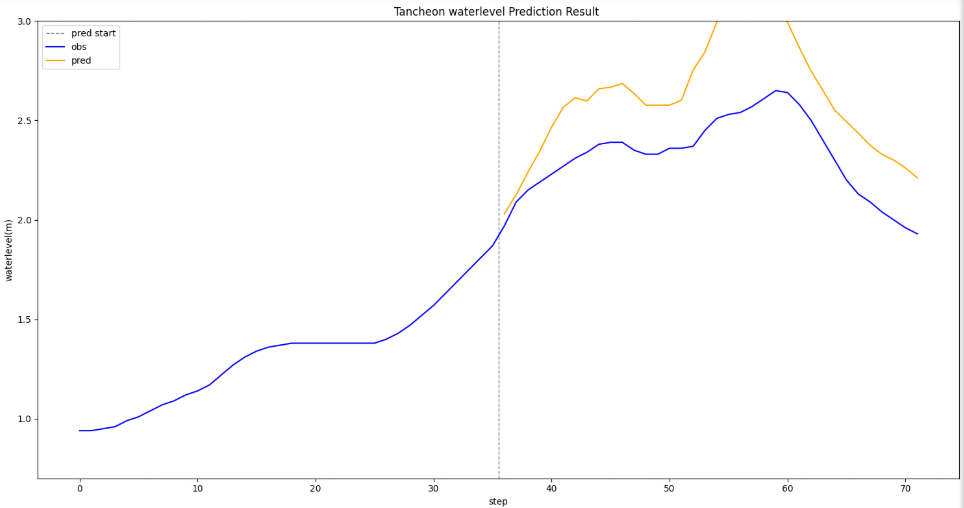 Tancheon waterlevel Prediction Result
pred start
obs
pred
waterlevel(m)
3.0
2.5
2.0
1.5
1.0
0 10 20 30 40 50 60 70
step